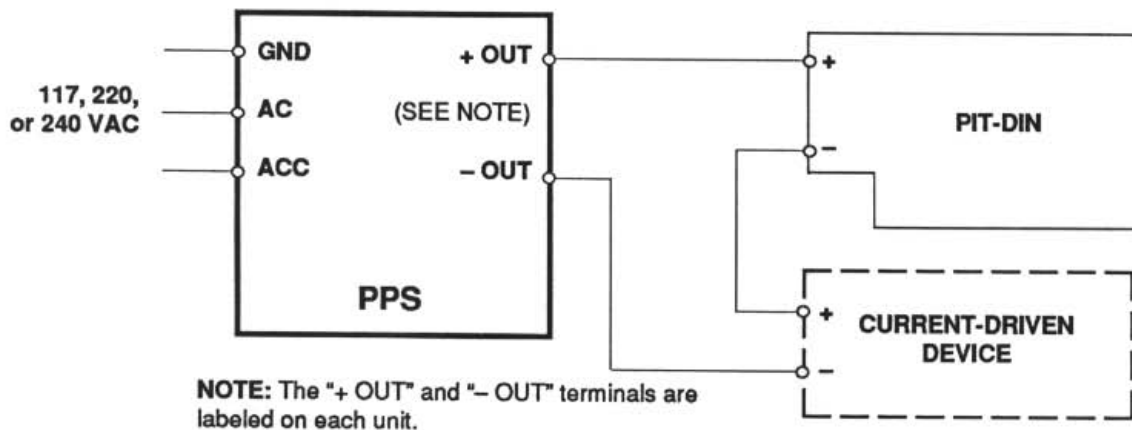 117, 220,
or 240 VAC
GND
AC
ACC
+ OUT
(SEE NOTE)
– OUT
PPS
+
–
PIT-DIN
+
–
CURRENT-DRIVEN
DEVICE
NOTE: The "+ OUT" and "– OUT" terminals are
labeled on each unit.